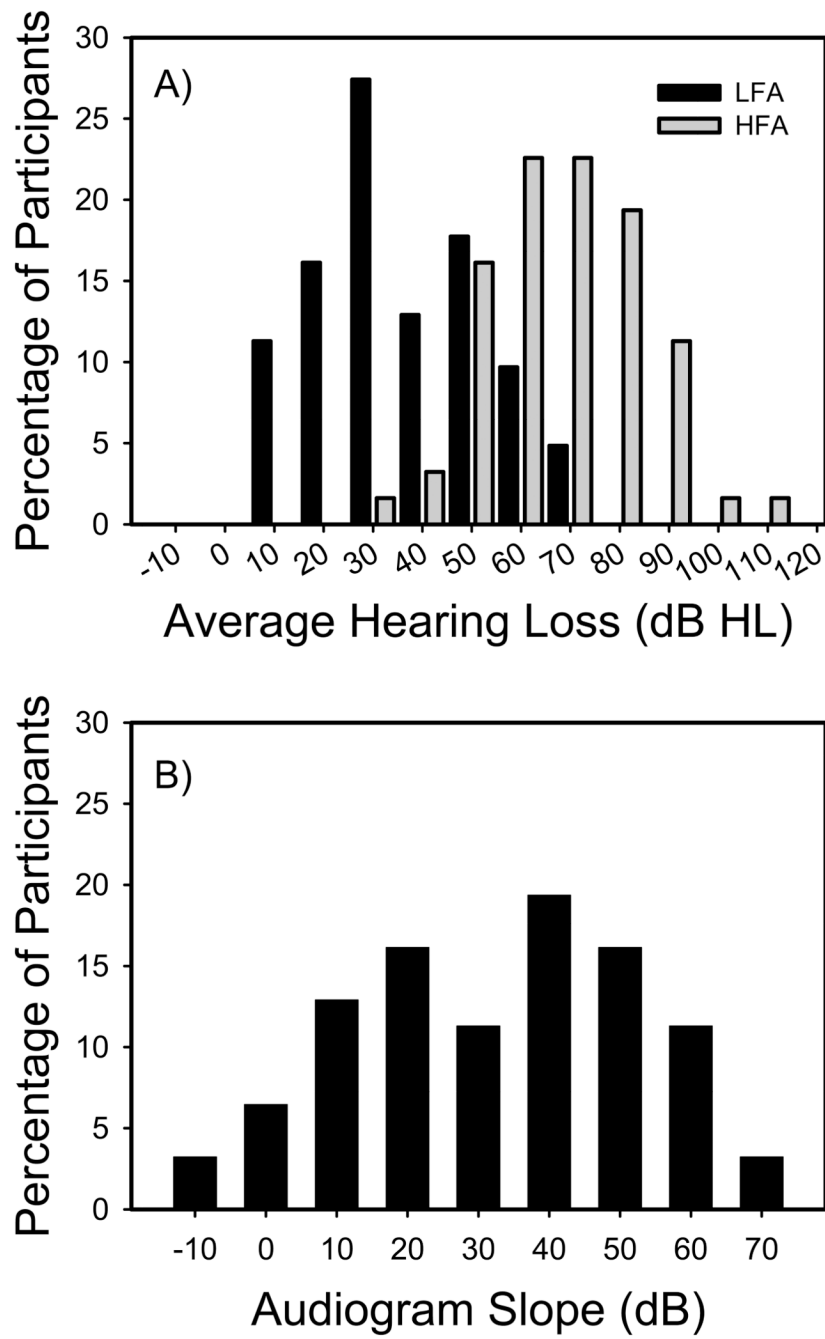 A)
LFA
HFA
Percentage of Participants
30
25
20
15
10
5
0
-10 0 10 20 30 40 50 60 70 80 90 100 110 120
Average Hearing Loss (dB HL)
B)
Percentage of Participants
30
25
20
15
10
5
0
-10 0 10 20 30 40 50 60 70
Audiogram Slope (dB)